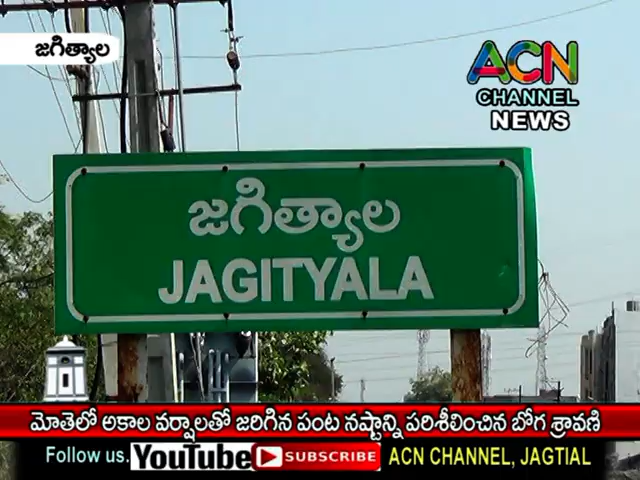 జగిత్యాల
ACN
CHANNEL
NEWS
జగిత్యాల
JAGITYALA
మోతెలో అకాల వర్షాలతో జరిగిన పంట నష్టాన్ని పరిశీలించిన బోగ శ్రావణి
Follow us. YouTube SUBSCRIBE ACN CHANNEL, JAGTIAL